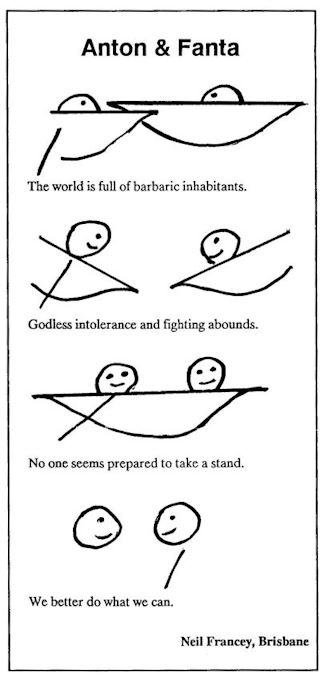 Anton & Fanta
The world is full of barbaric inhabitants.
Godless intolerance and fighting abounds.
No one seems prepared to take a stand.
We better do what we can.
Neil Francey, Brisbane